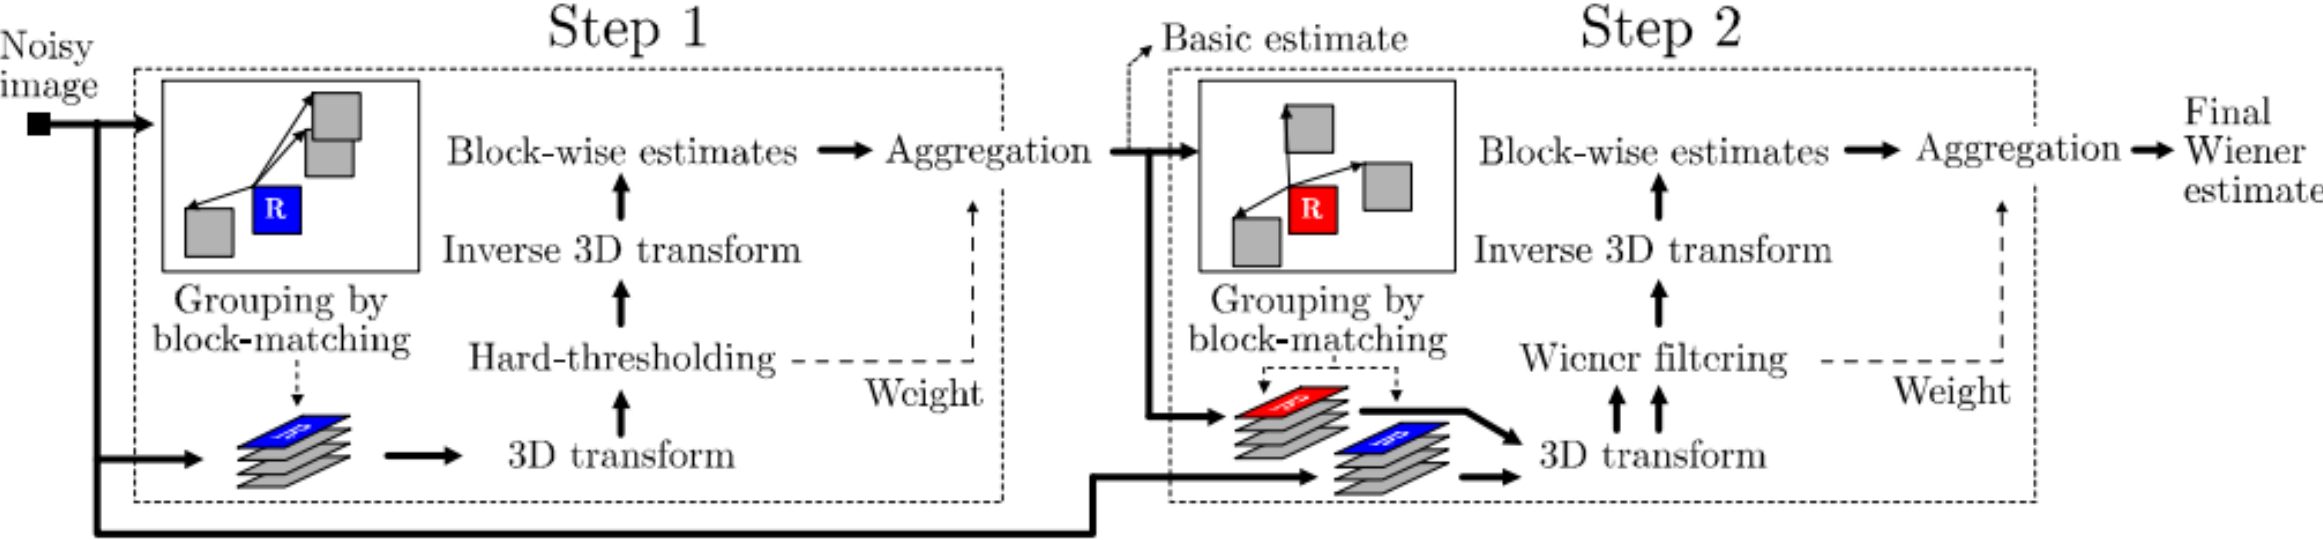 Step 1
Noisy
image
R
Block-wise estimates
Aggregation
Inverse 3D transform
Grouping by
block-matching
Hard-thresholding
Weight
3D transform
Basic estimate
Step 2
R
Block-wise estimates
Aggregation
Final
Wiener
estimate
Inverse 3D transform
Grouping by
block-matching
Wiener filtering
Weight
3D transform